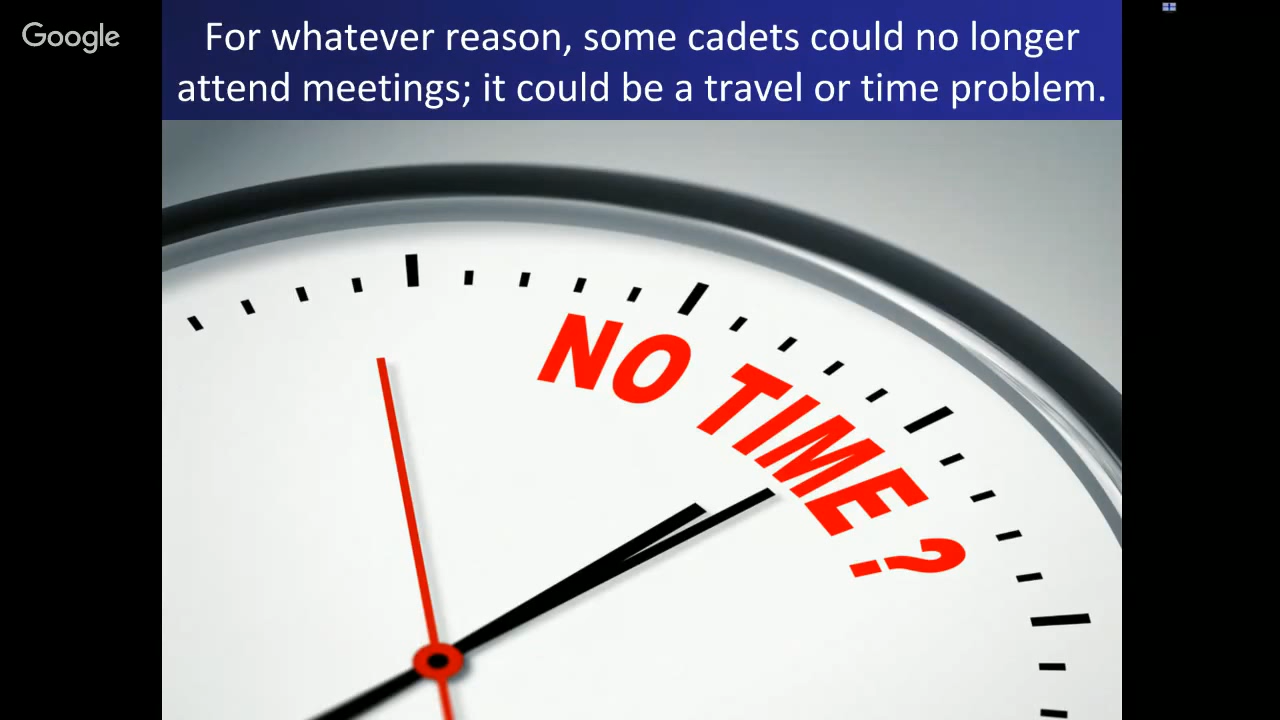 Google
For whatever reason, some cadets could no longer
attend meetings; it could be a travel or time problem.
NO TIME ?